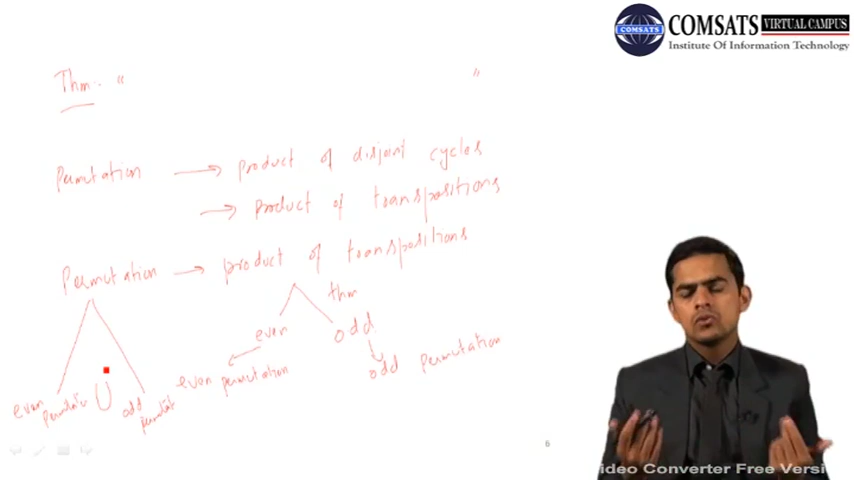 COMSATS VIRTUAL CAMPUS
COMSATS
Institute Of Information Technology
Thm:- " "
Permutation → product of disjoint cycles
→ product of transpositions
Permutation → product of transpositions
thm
even odd
even permutation odd permutation
even permutation U odd
6
Video Converter Free Versi